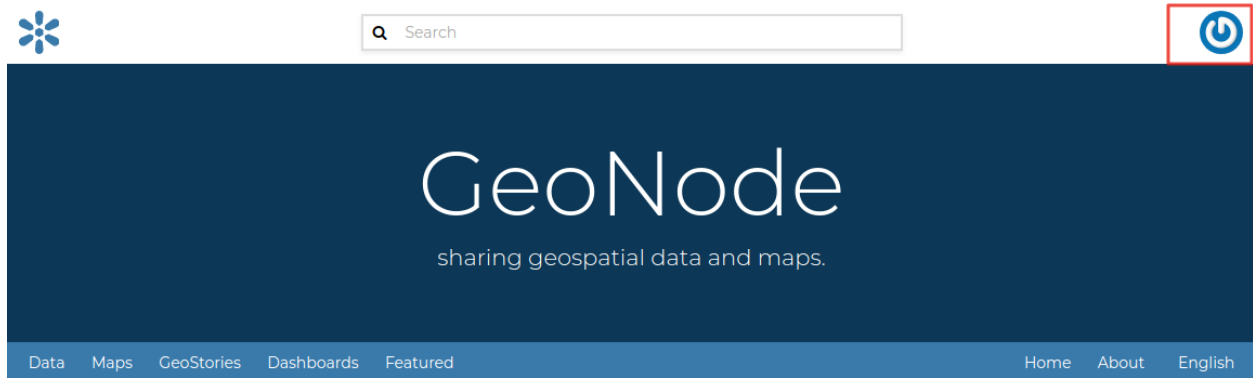 Search
GeoNode
sharing geospatial data and maps.
Data Maps GeoStories Dashboards Featured Home About English